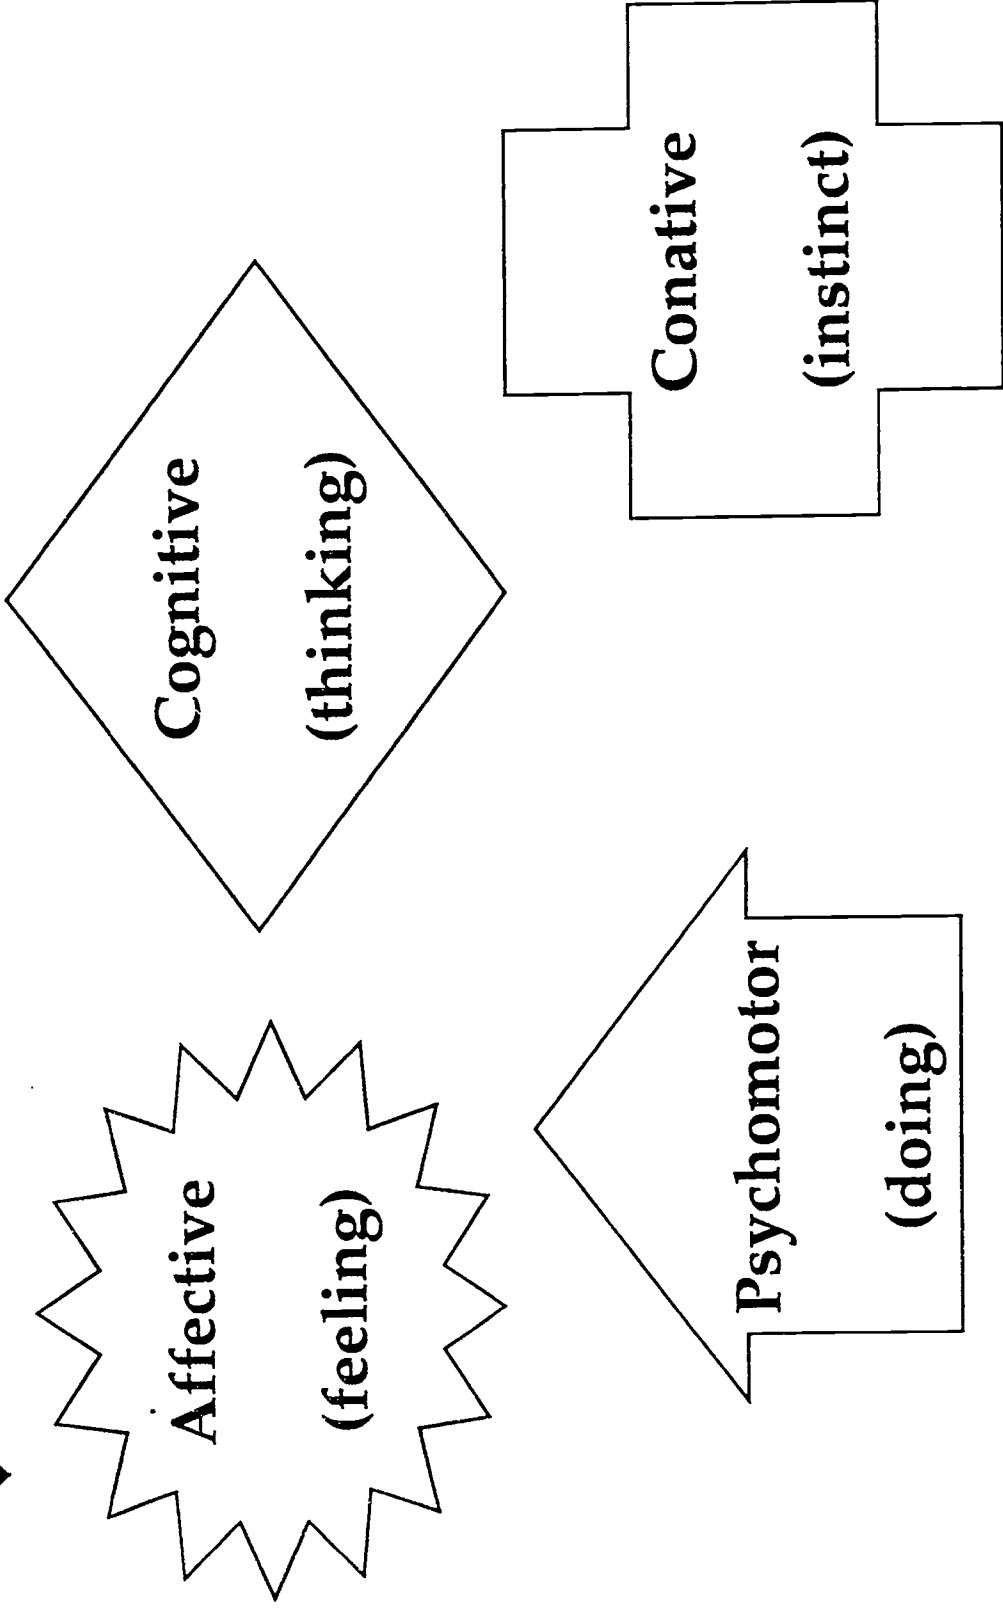 Affective
(feeling)
Cognitive
(thinking)
Psychomotor
(doing)
Conative
(instinct)